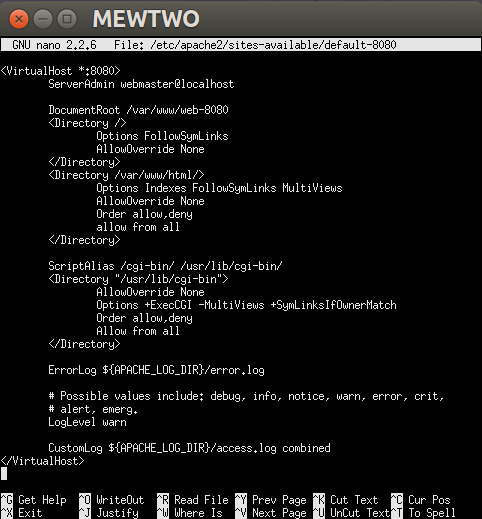 MEWTWO
GNU nano 2.2.6 File: /etc/apache2/sites-available/default-8080
<VirtualHost *:8080>
ServerAdmin webmaster@localhost
DocumentRoot /var/www/web-8080
<Directory />
Options FollowSymLinks
AllowOverride None
</Directory>
<Directory /var/www/html/>
Options Indexes FollowSymLinks MultiViews
AllowOverride None
Order allow,deny
allow from all
</Directory>
ScriptAlias /cgi-bin/ /usr/lib/cgi-bin/
<Directory "/usr/lib/cgi-bin">
AllowOverride None
Options +ExecCGI -MultiViews +SymLinksIfOwnerMatch
Order allow,deny
Allow from all
</Directory>
ErrorLog ${APACHE_LOG_DIR}/error.log
# Possible values include: debug, info, notice, warn, error, crit,
# alert, emerg.
LogLevel warn
CustomLog ${APACHE_LOG_DIR}/access.log combined
</VirtualHost>
^G Get Help ^O WriteOut ^R Read File ^Y Prev Page ^K Cut Text ^C Cur Pos
^X Exit ^J Justify ^W Where Is ^V Next Page ^U UnCut Text ^T To Spell